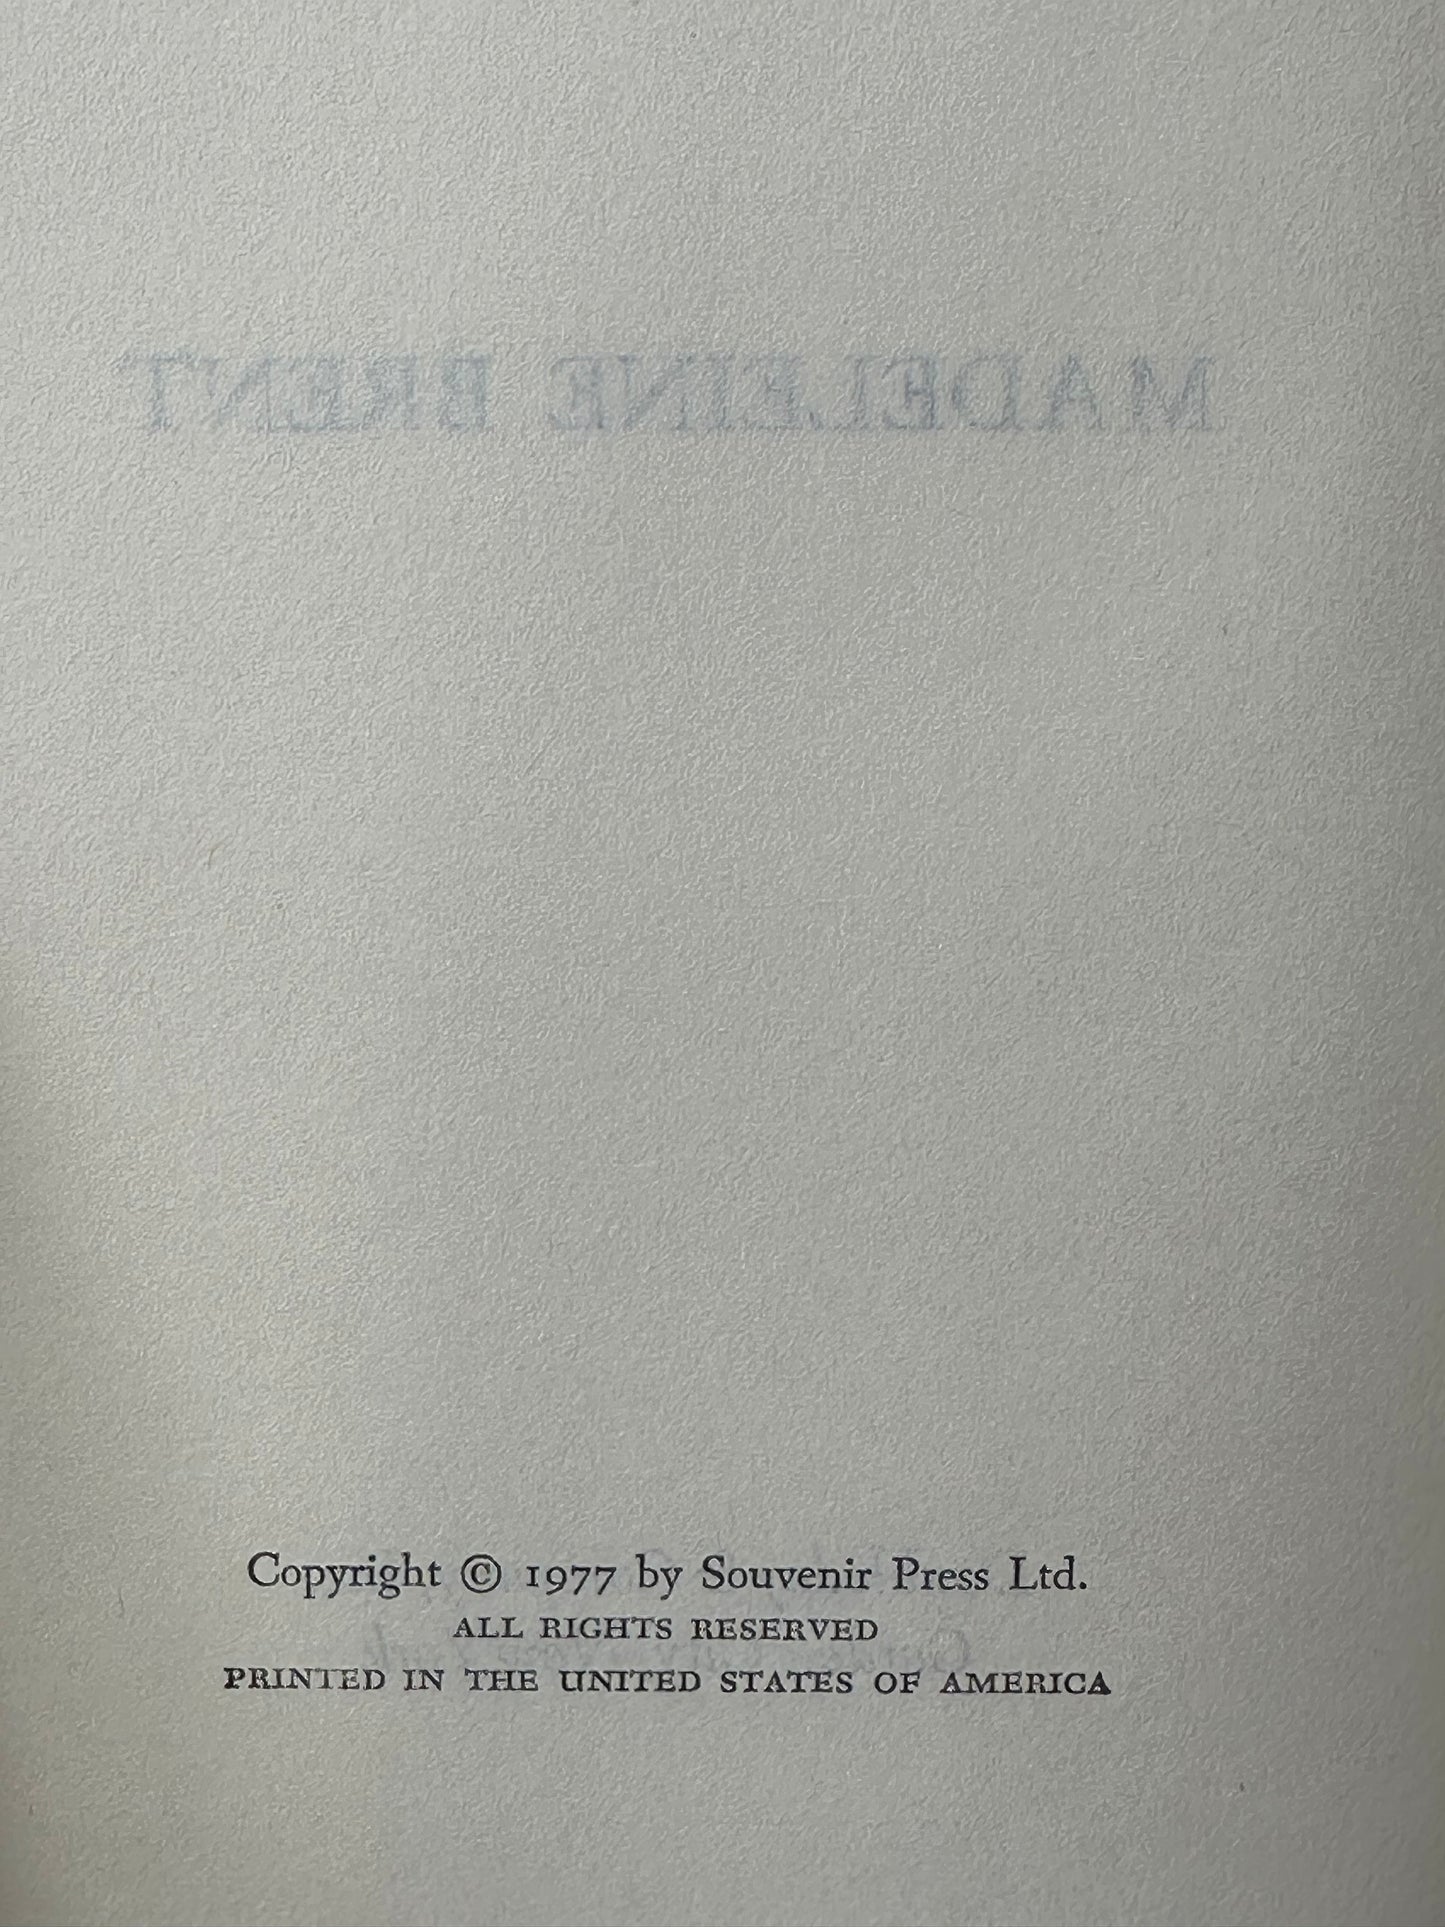 MADELEINE BRENT
Copyright © 1977 by Souvenir Press Ltd.
ALL RIGHTS RESERVED
PRINTED IN THE UNITED STATES OF AMERICA